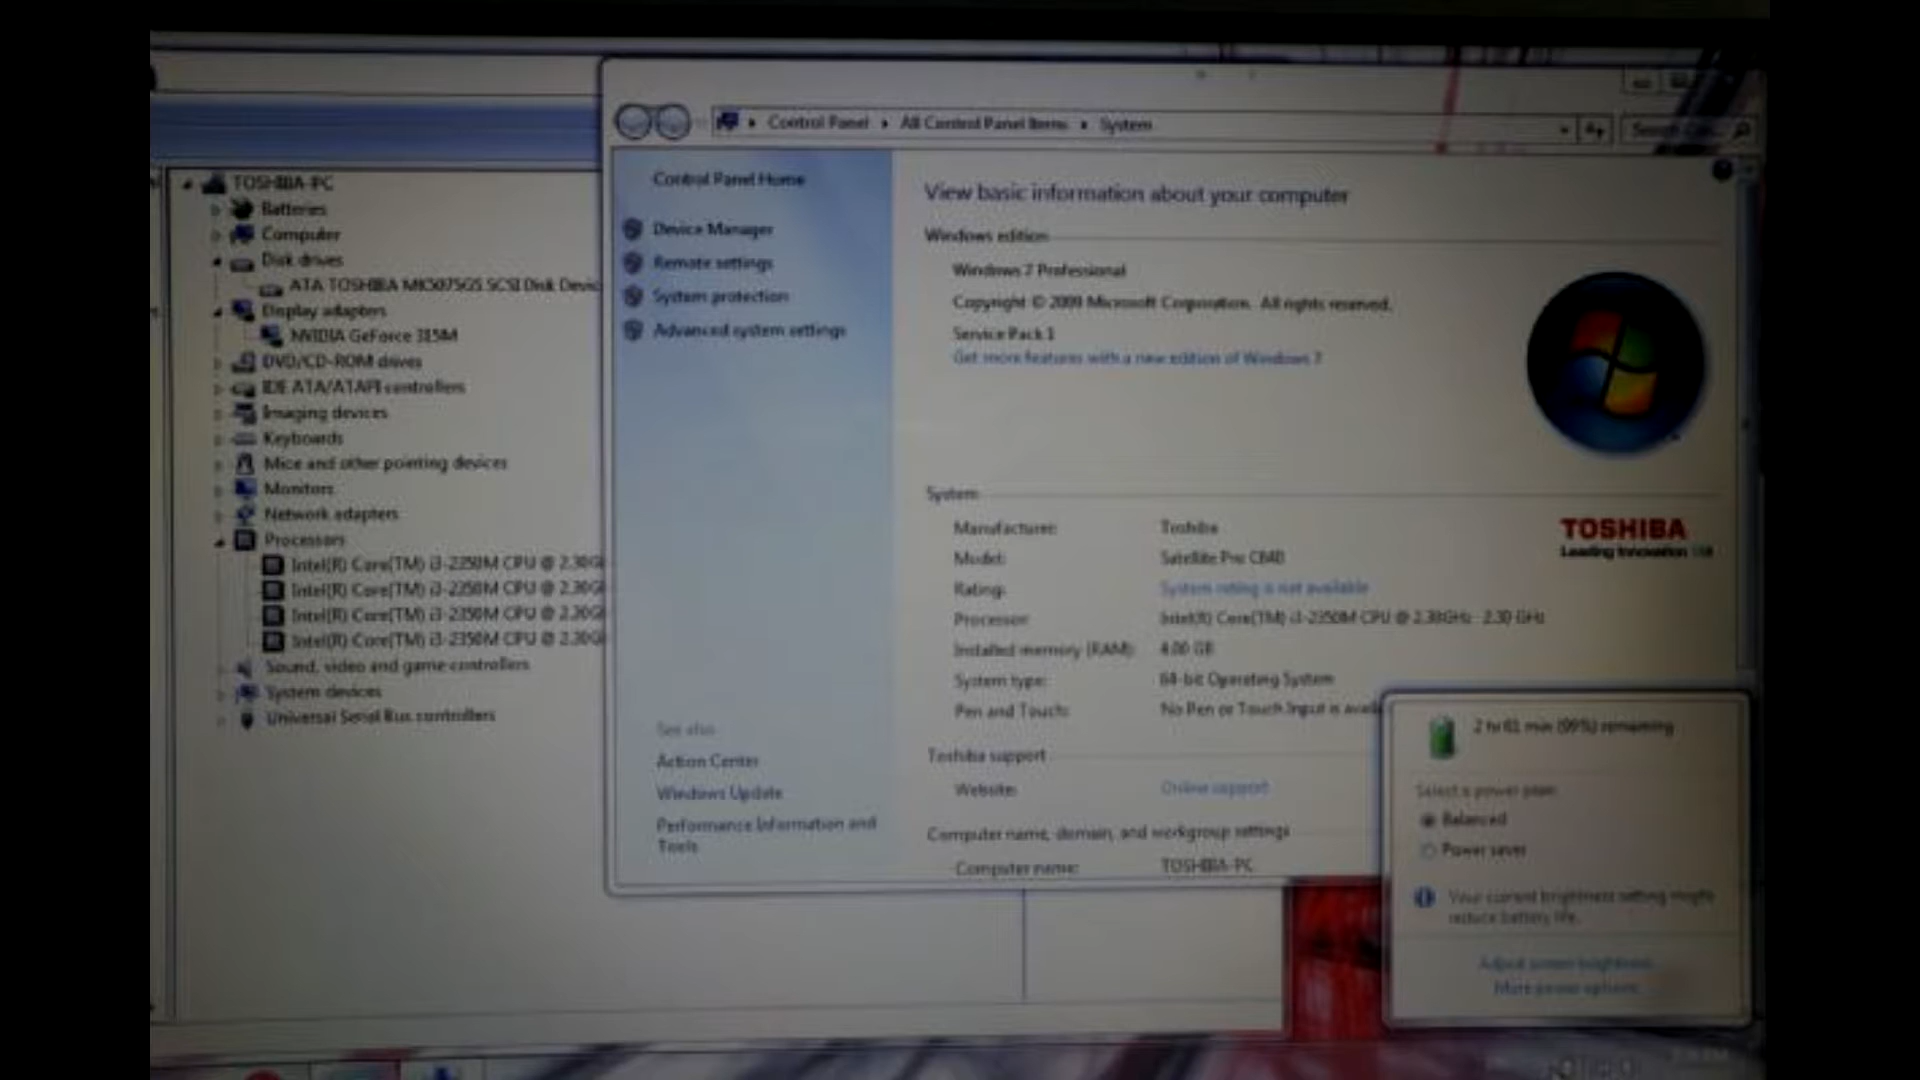 TOSHIBA-PC
Batteries
Computer
Disk drives
ATA TOSHIBA MK5075GS SCSI Disk Devic
Display adapters
NVIDIA GeForce 315M
DVD/CD-ROM drives
IDE ATA/ATAPI controllers
Imaging devices
Keyboards
Mice and other pointing devices
Monitors
Network adapters
Processors
Intel(R) Core(TM) i3-2350M CPU @ 2.30G
Intel(R) Core(TM) i3-2350M CPU @ 2.30G
Intel(R) Core(TM) i3-2350M CPU @ 2.30G
Intel(R) Core(TM) i3-2350M CPU @ 2.30G
Sound, video and game controllers
System devices
Universal Serial Bus controllers
Control Panel All Control Panel Items System
Search
Control Panel Home
Device Manager
Remote settings
System protection
Advanced system settings
See also
Action Center
Windows Update
Performance Information and
Tools
View basic information about your computer
Windows edition
Windows 7 Professional
Copyright © 2009 Microsoft Corporation. All rights reserved.
Service Pack 1
Get more features with a new edition of Windows 7
System
Manufacturer: Toshiba
Model: Satellite Pro C640
Rating: System rating is not available
Processor: Intel(R) Core(TM) i3-2350M CPU @ 2.30GHz 2.30 GHz
Installed memory (RAM): 4.00 GB
System type: 64-bit Operating System
Pen and Touch: No Pen or Touch Input is avail
TOSHIBA
Leading Innovation >>>
Toshiba support
Website: Online support
Computer name, domain, and workgroup settings
Computer name: TOSHIBA-PC
2 hr min (99%) remaining
Select a power plan:
Balanced
Power saver
Your current brightness setting might
reduce battery life.
Adjust screen brightness
More power options